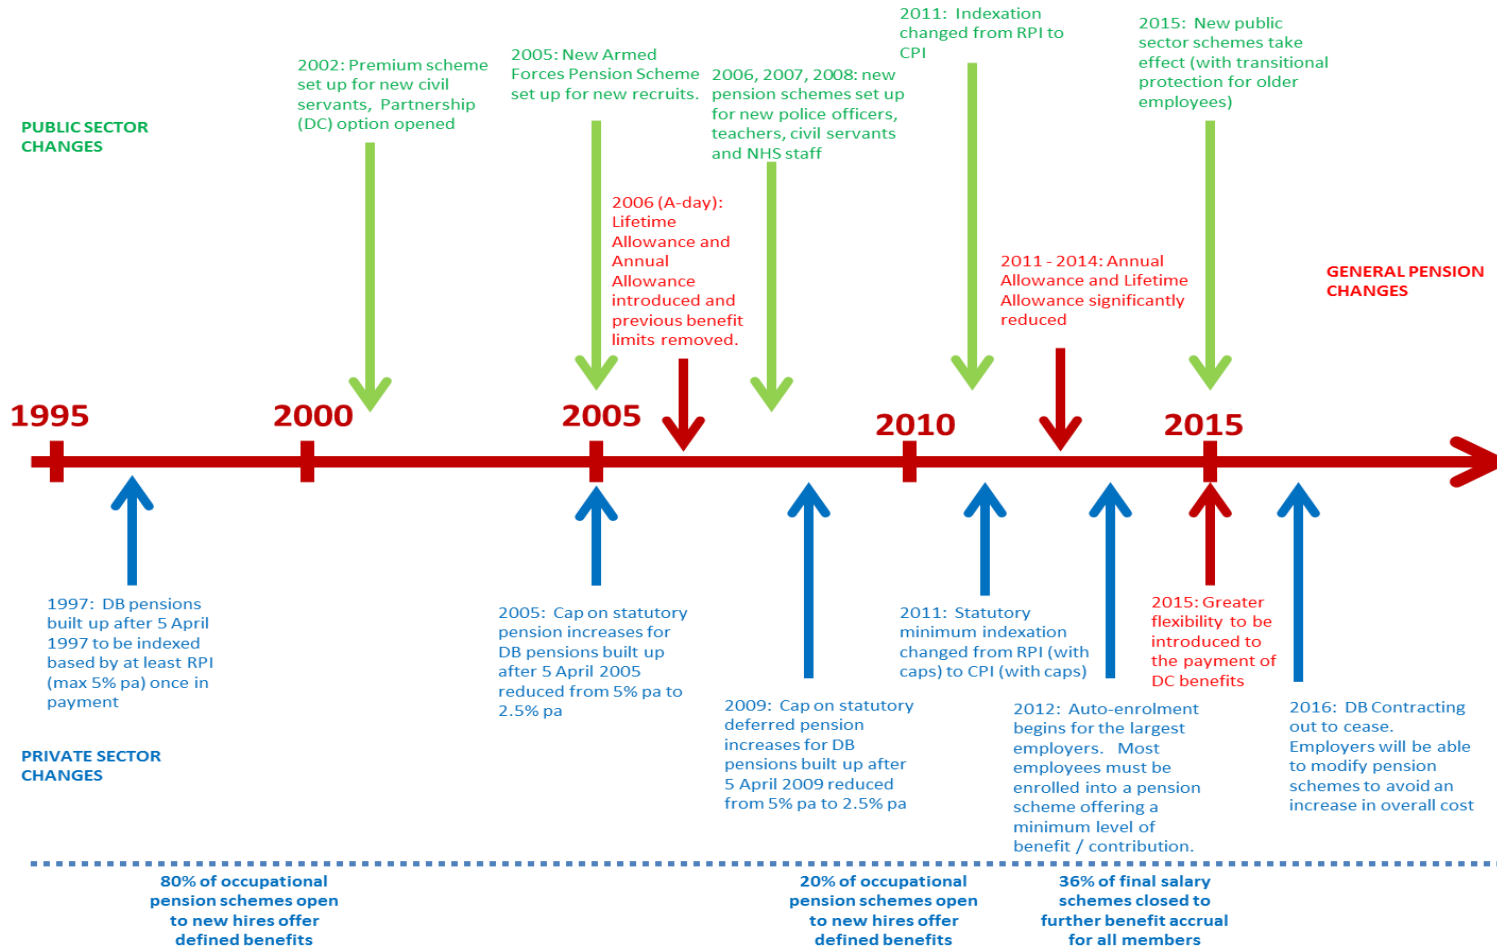 2002: Premium scheme
set up for new civil
servants, Partnership
(DC) option opened
2005: New Armed
Forces Pension Scheme
set up for new recruits.
2006, 2007, 2008: new
pension schemes set up
for new police officers,
teachers, civil servants
and NHS staff
2011: Indexation
changed from RPI to
CPI
2015: New public
sector schemes take
effect (with transitional
protection for older
employees)
PUBLIC SECTOR
CHANGES
2006 (A-day):
Lifetime
Allowance and
Annual
Allowance
introduced and
previous benefit
limits removed.
2011 - 2014: Annual
Allowance and Lifetime
Allowance significantly
reduced
GENERAL PENSION
CHANGES
1995
2000
2005
2010
2015
1997: DB pensions
built up after 5 April
1997 to be indexed
based by at least RPI
(max 5% pa) once in
payment
2005: Cap on statutory
pension increases for
DB pensions built up
after 5 April 2005
reduced from 5% pa to
2.5% pa
2009: Cap on statutory
deferred pension
increases for DB
pensions built up after
5 April 2009 reduced
from 5% pa to 2.5% pa
2011: Statutory
minimum indexation
changed from RPI (with
caps) to CPI (with caps)
2012: Auto-enrolment
begins for the largest
employers. Most
employees must be
enrolled into a pension
scheme offering a
minimum level of
benefit / contribution.
2015: Greater
flexibility to be
introduced to
the payment of
DC benefits
2016: DB Contracting
out to cease.
Employers will be able
to modify pension
schemes to avoid an
increase in overall cost
PRIVATE SECTOR
CHANGES
80% of occupational
pension schemes open
to new hires offer
defined benefits
20% of occupational
pension schemes open
to new hires offer
defined benefits
36% of final salary
schemes closed to
further benefit accrual
for all members